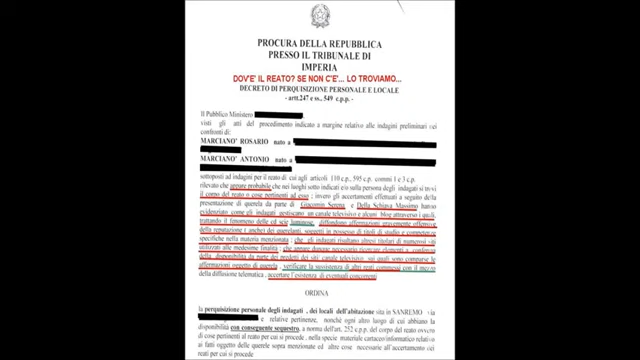 PROCURA DELLA REPUBBLICA
PRESSO IL TRIBUNALE DI
IMPERIA
DOV'E' IL REATO? SE NON C'E'... LO TROVIAMO...
DECRETO DI PERQUISIZIONE PERSONALE E LOCALE
- artt.247 e ss., 549 c.p.p. -
Il Pubblico Ministero
visti gli atti del procedimento indicato a margine relativo alle indagini preliminari nei
confronti di:
MARCIANO' ROSARIO nato a
MARCIANO' ANTONIO nato a
sottoposti ad indagini per il reato di cui agli articoli 110 c.p., 595 c.p. commi 1 e 3 c.p.
rilevato che appare probabile che nei luoghi sotto indicati e/o sulla persona degli indagati si trovi
il corpo del reato o cose pertinenti ad esso; invero gli accertamenti effettuati a seguito della
presentazione di querela da parte di Giacomin Serena e Della Schiava Massimo hanno
evidenziato come gli indagati gestiscano un canale televisivo e alcuni blog attraverso i quali,
trattando il fenomeno delle cd scie diffondono affermazioni gravemente offensive
della reputazione ( anche) dei querelanti, soggetti in possesso di titoli di studio e competenze
specifiche nella materia menzionata ; che gli indagati risultano altresì titolari di numerosi siti
utilizzati alle medesime finalità ; che appare dunque necessario ricercare elementi a conferma
della disponibilità da parte dei predetti dei siti canale televisivo sui quali sono comparse le
affermazioni oggetto di querela , verificare la sussistenza di altri reati commessi con il mezzo
della diffusione telematica , accertare l'esistenza di eventuali concorrenti
ORDINA
la perquisizione personale degli indagati , dei locali dell'abitazione sita in SANREMO via
e relative pertinenze, nonché ogni altro luogo di cui abbiano la
disponibilità con conseguente sequestro, a norma dell'art. 252 c.p.p. del corpo del reato ovvero
di cose pertinenti al reato per cui si procede , nella specie materiale cartaceo/informatico relativo
ai fatti oggetto delle querele sopra menzionate ed altre cose necessarie all'accertamento dei
reati per cui si procede